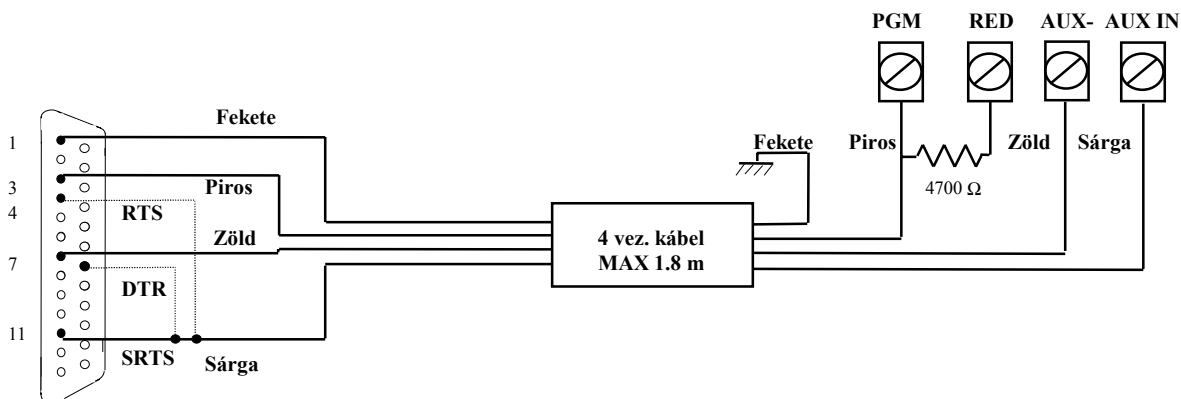 PGM RED AUX- AUX IN
Fekete
1
Fekete Piros Zöld Sárga
3 Piros
4700 Ω
4 RTS
Zöld
4 vez. kábel
MAX 1.8 m
7
DTR
11
SRTS Sárga